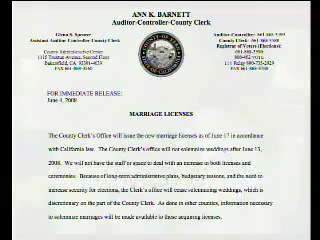 ANN K. BARNETT
Auditor-Controller-County Clerk
Glenn S. Spencer
Assistant Auditor-Controller-County Clerk
Auditor-Controller:
County Clerk:
Registrar of Voters (Elections):
County Administrative Center
1115 Truxtun Avenue, Second Floor
Bakersfield, CA 93301-4639
FAX
FOR IMMEDIATE RELEASE:
June 4, 2008
MARRIAGE LICENSES
The County Clerk's Office will issue the new marriage licenses as of June 17 in accordance
with California law. The County Clerk's office will not solemnize weddings after June 13,
2008. We will not have the staff or space to deal with an increase in both licenses and
ceremonies. Because of long-term administrative plans, budgetary reasons, and the need to
increase security for elections, the Clerk's office will cease solemnizing weddings, which is
discretionary on the part of the County Clerk. As done in other counties, information necessary
to solemnize marriages will be made available to those acquiring licenses.